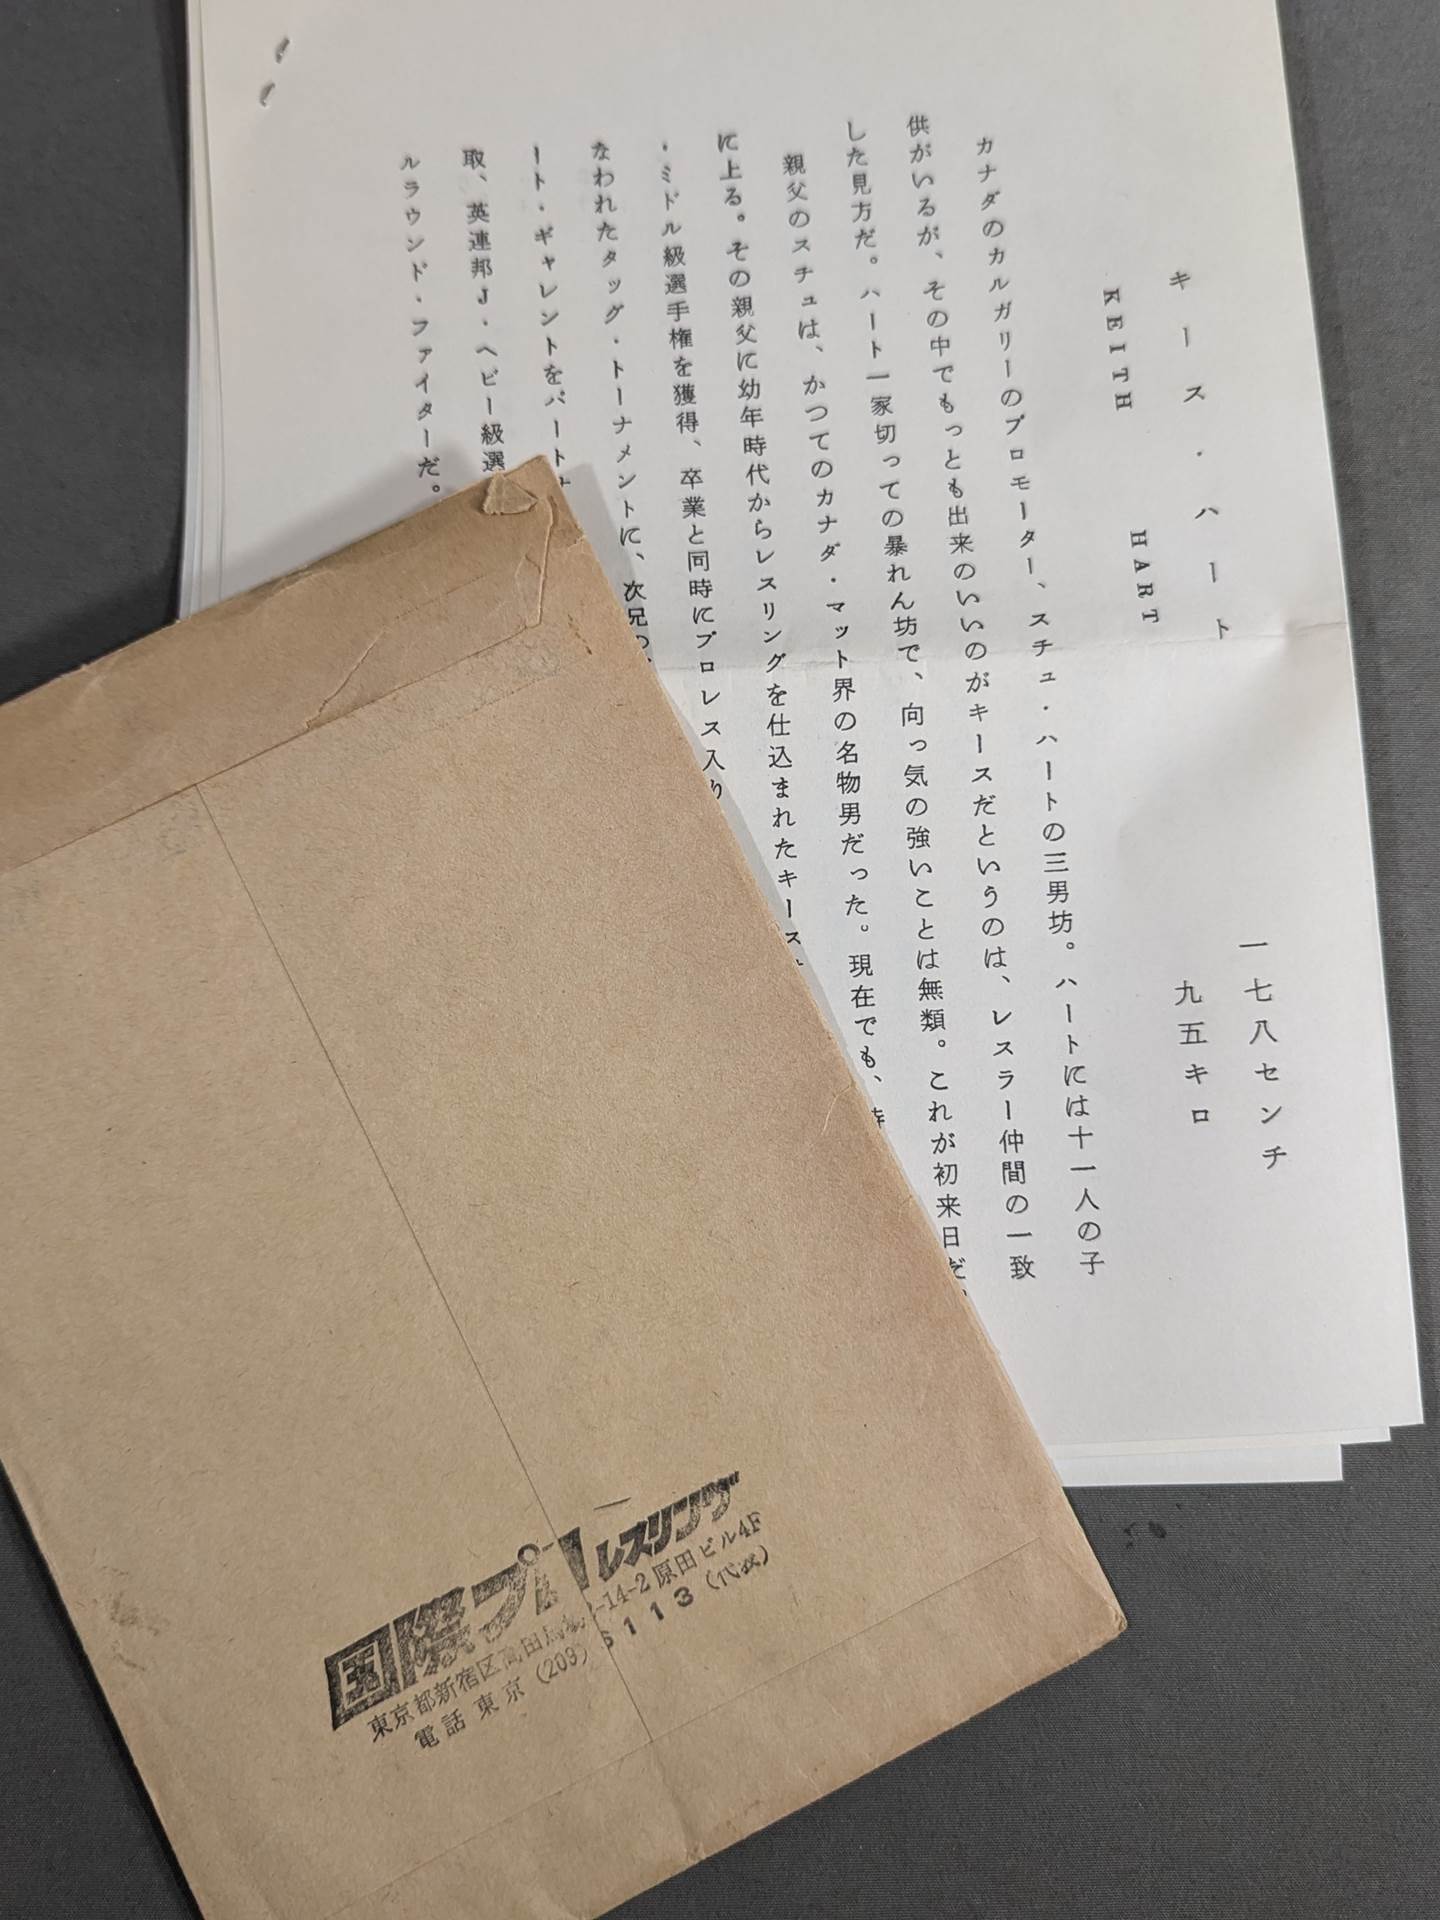 キース・ハート
KEITH HART
一七八センチ
九五キロ
カナダのカルガリーのプロモーター、スチュ・ハートの三男坊。ハートには十一人の子
供がいるが、その中でもっとも出来のいいのがキースだというのは、レスラー仲間の一致
した見方だ。ハート一家切っての暴れん坊で、向っ気の強いことは無類。これが初来日だ
親父のスチュは、かつてのカナダ・マット界の名物男だった。現在でも、
に上る。その親父に幼年時代からレスリングを仕込まれたキース
・ミドル級選手権を獲得、卒業と同時にプロレス入り
なわれたタッグ・トーナメントに、次兄
ート・ギャレントをパート
取、英連邦J・ヘビー級選
ルラウンド・ファイターだ。
国際プロレスリング
東京都新宿区高田馬場 -14-2原田ビル4F
電話 東京 (209) 6113 (代表)